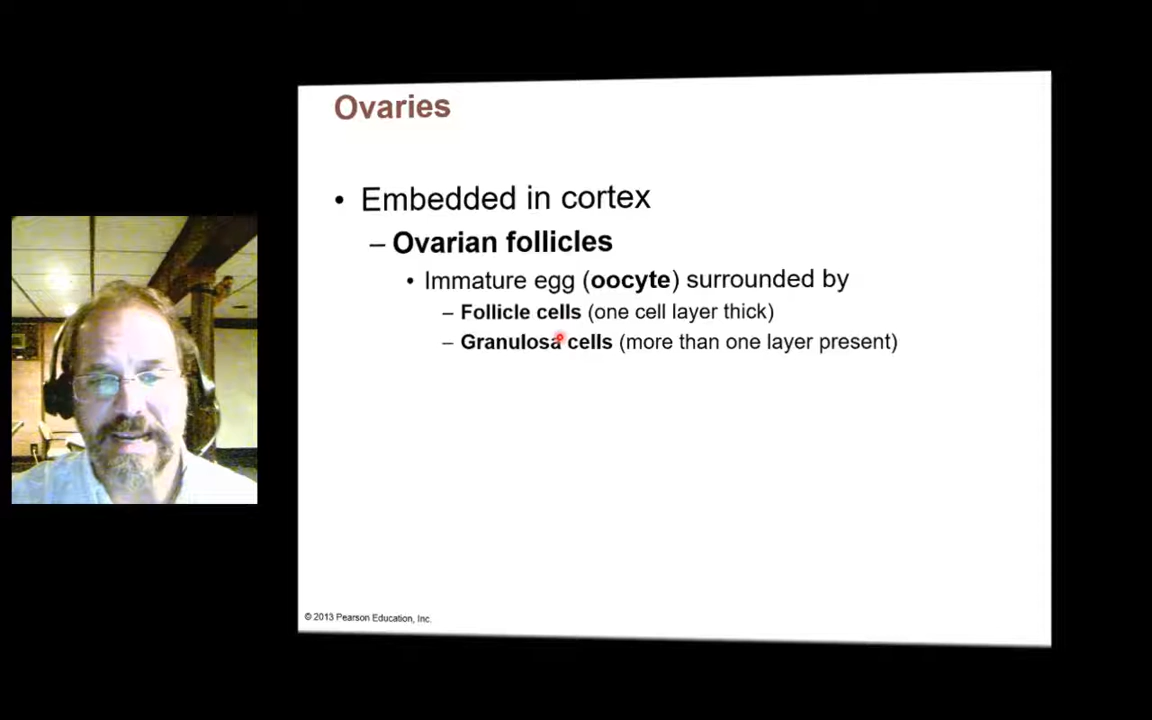 Ovaries
• Embedded in cortex
– Ovarian follicles
• Immature egg (oocyte) surrounded by
– Follicle cells (one cell layer thick)
– Granulosa cells (more than one layer present)
© 2013 Pearson Education, Inc.